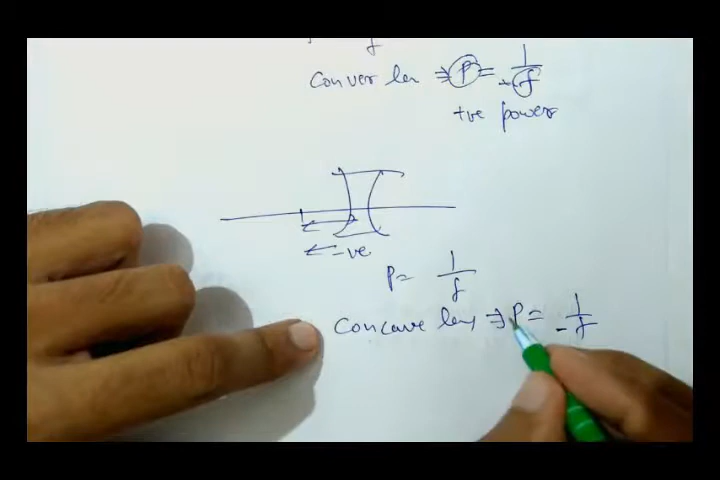 Conver len ⇒ P = 1/+f
+ve power
← = -ve
P = 1/f
Concave len ⇒ P = 1/-f